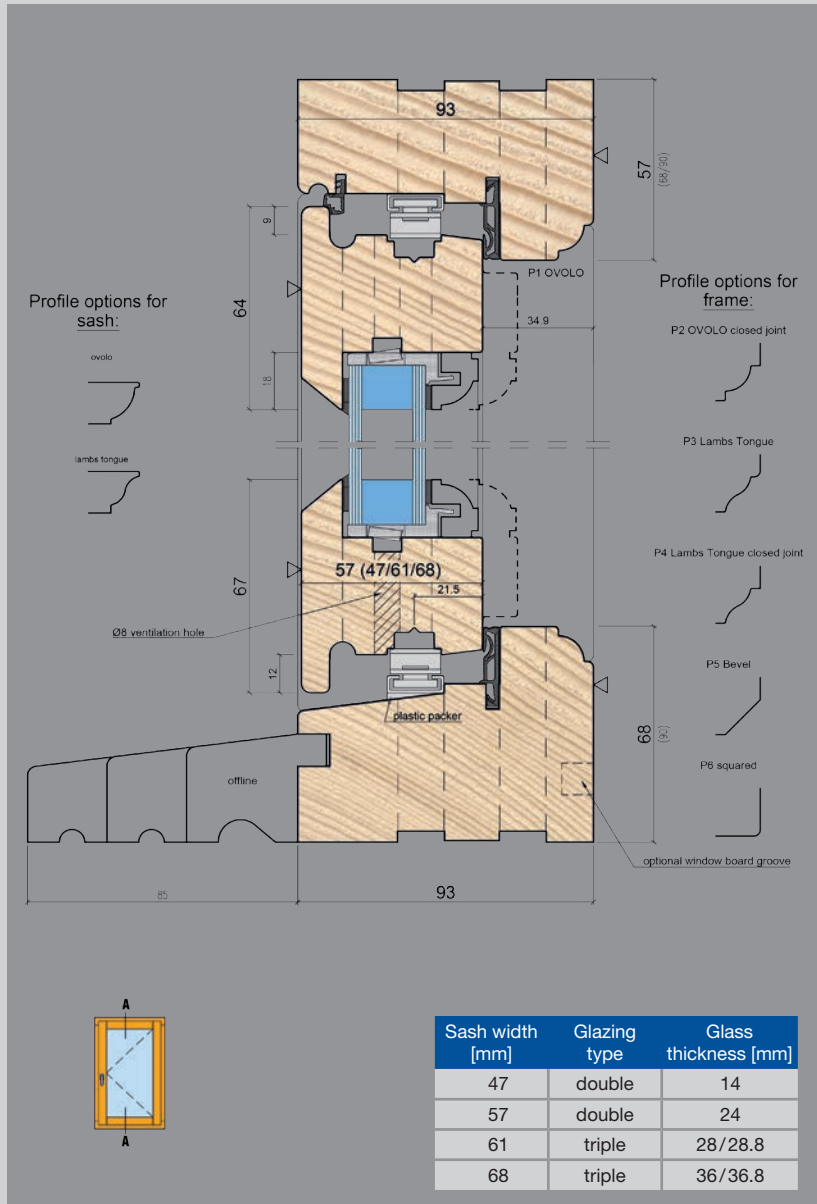 93
57
(68/90)
9
P1 OVOLO
Profile options for
sash:
Profile options for
frame:
64
34.9
P2 OVOLO closed joint
ovolo
18
P3 Lambs Tongue
lambs tongue
P4 Lambs Tongue closed joint
57 (47/61/68)
67
21.5
Ø8 ventilation hole
P5 Bevel
12
plastic packer
68
(90)
P6 squared
offline
optional window board groove
85
93
A
A
Sash width [mm] Glazing type Glass thickness [mm]
47 double 14
57 double 24
61 triple 28/28.8
68 triple 36/36.8